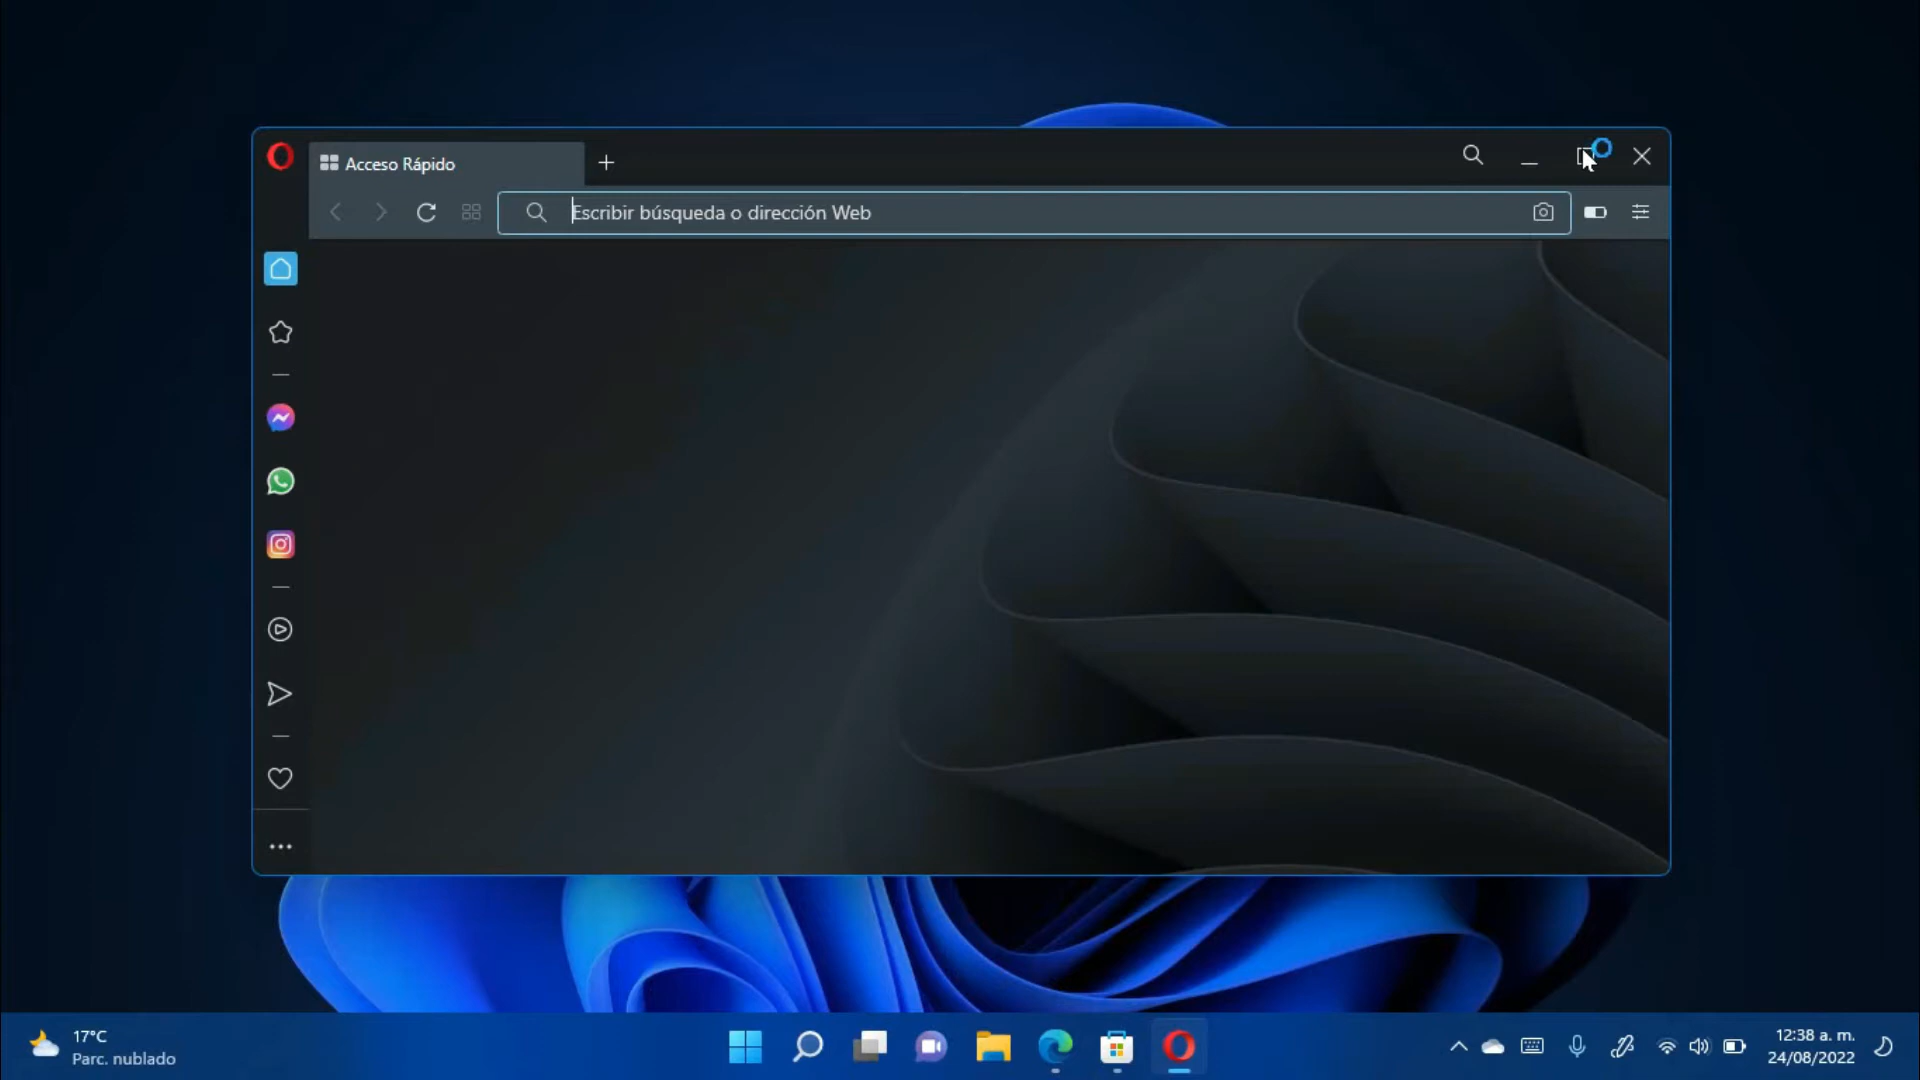 Acceso Rápido
Escribir búsqueda o dirección Web
17°C
Parc. nublado
12:38 a. m.
24/08/2022